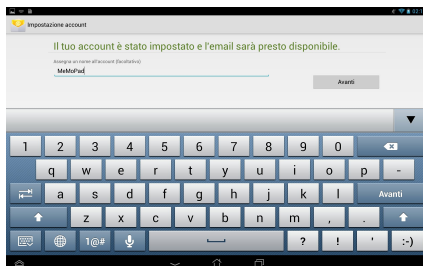 Impostazione account
Il tuo account è stato impostato e l'email sarà presto disponibile.
Assegna un nome all'account (facoltativo)
MeMoPad
Avanti
1 2 3 4 5 6 7 8 9 0
q w e r t y u i o p -
a s d f g h j k l Avanti
z x c v b n m , .
1@# ? ! ' :-)